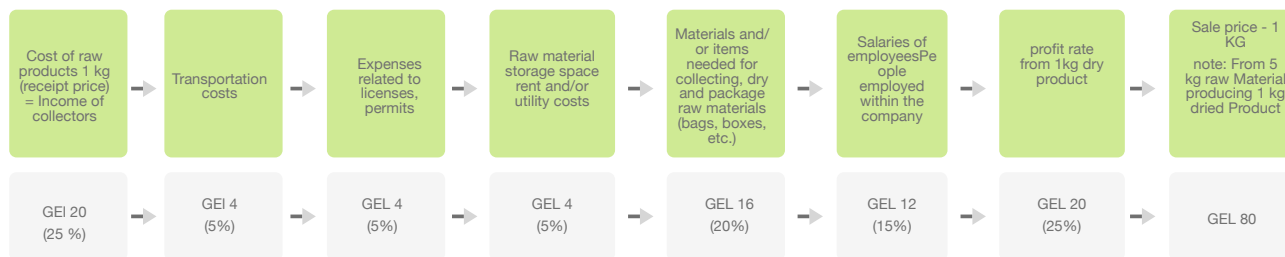 Cost of raw
products 1 kg
(receipt price)
= Income of
collectors
Transportation
costs
Expenses
related to
licenses,
permits
Raw material
storage space
rent and/or
utility costs
Materials and/
or items
needed for
collecting, dry
and package
raw materials
(bags, boxes,
etc.)
Salaries of
employeesPe
ople
employed
within the
company
profit rate
from 1kg dry
product
Sale price - 1
KG
note: From 5
kg raw Material
producing 1 kg
dried Product
GEl 20
(25 %)
GEl 4
(5%)
GEL 4
(5%)
GEL 4
(5%)
GEL 16
(20%)
GEL 12
(15%)
GEL 20
(25%)
GEL 80